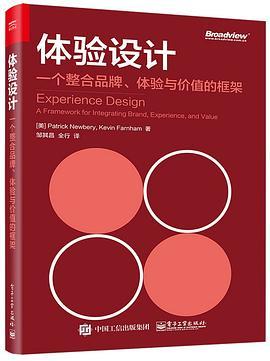 Broadview®
体验设计
一个整合品牌、体验与价值的框架
Experience Design
A Framework for Integrating Brand, Experience, and Value
[美] Patrick Newbery, Kevin Farnham 著
邹其昌 全行 译
体验设计
一个整合品牌、体验与价值的框架
中国工信出版集团
电子工业出版社